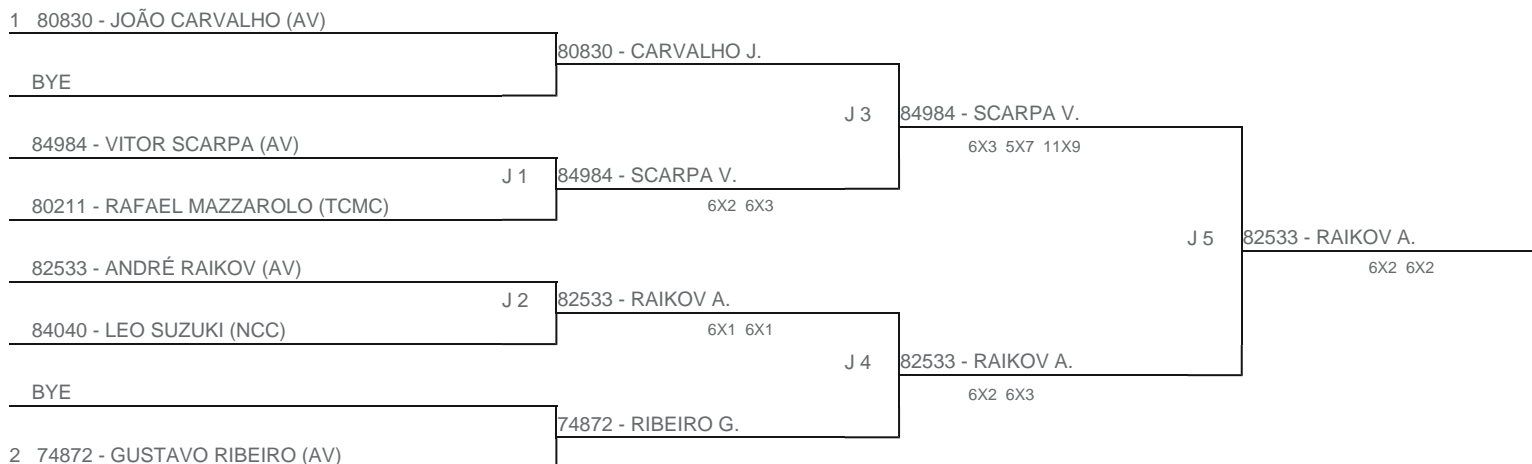 1 80830 - JOÃO CARVALHO (AV)
80830 - CARVALHO J.
BYE
J 3
84984 - SCARPA V.
6X3 5X7 11X9
84984 - VITOR SCARPA (AV)
J 1
84984 - SCARPA V.
6X2 6X3
80211 - RAFAEL MAZZAROLO (TCMC)
J 5
82533 - RAIKOV A.
6X2 6X2
82533 - ANDRÉ RAIKOV (AV)
J 2
82533 - RAIKOV A.
6X1 6X1
84040 - LEO SUZUKI (NCC)
J 4
82533 - RAIKOV A.
6X2 6X3
BYE
74872 - RIBEIRO G.
2 74872 - GUSTAVO RIBEIRO (AV)